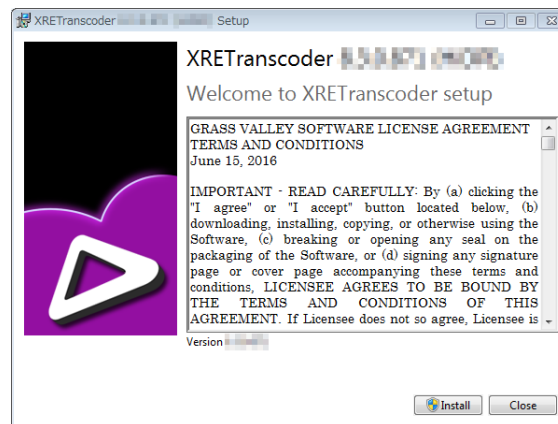 XRETranscoder Setup
XRETranscoder
Welcome to XRETranscoder setup
GRASS VALLEY SOFTWARE LICENSE AGREEMENT
TERMS AND CONDITIONS
June 15, 2016
IMPORTANT - READ CAREFULLY: By (a) clicking the
"I agree" or "I accept" button located below, (b)
downloading, installing, copying, or otherwise using the
Software, (c) breaking or opening any seal on the
packaging of the Software, or (d) signing any signature
page or cover page accompanying these terms and
conditions, LICENSEE AGREES TO BE BOUND BY
THE TERMS AND CONDITIONS OF THIS
AGREEMENT. If Licensee does not so agree, Licensee is
Version
Install Close